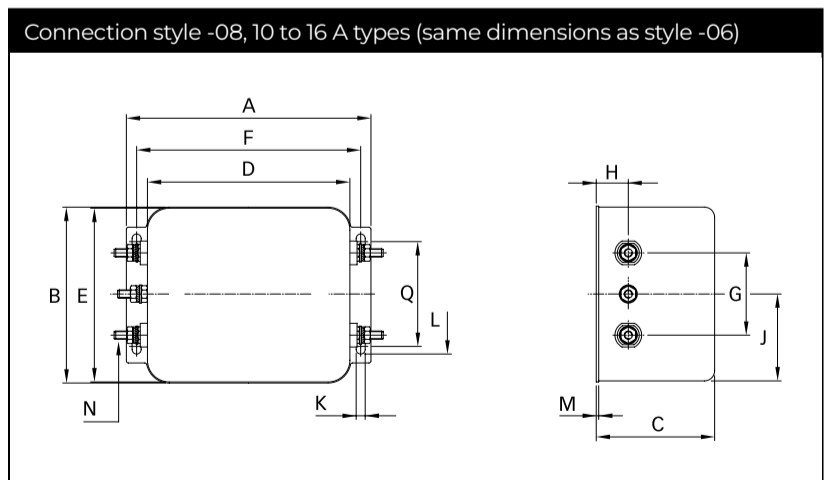 Connection style -08, 10 to 16 A types (same dimensions as style -06)
A
F
D
H
B
E
Q
G
L
J
K
N
M
C